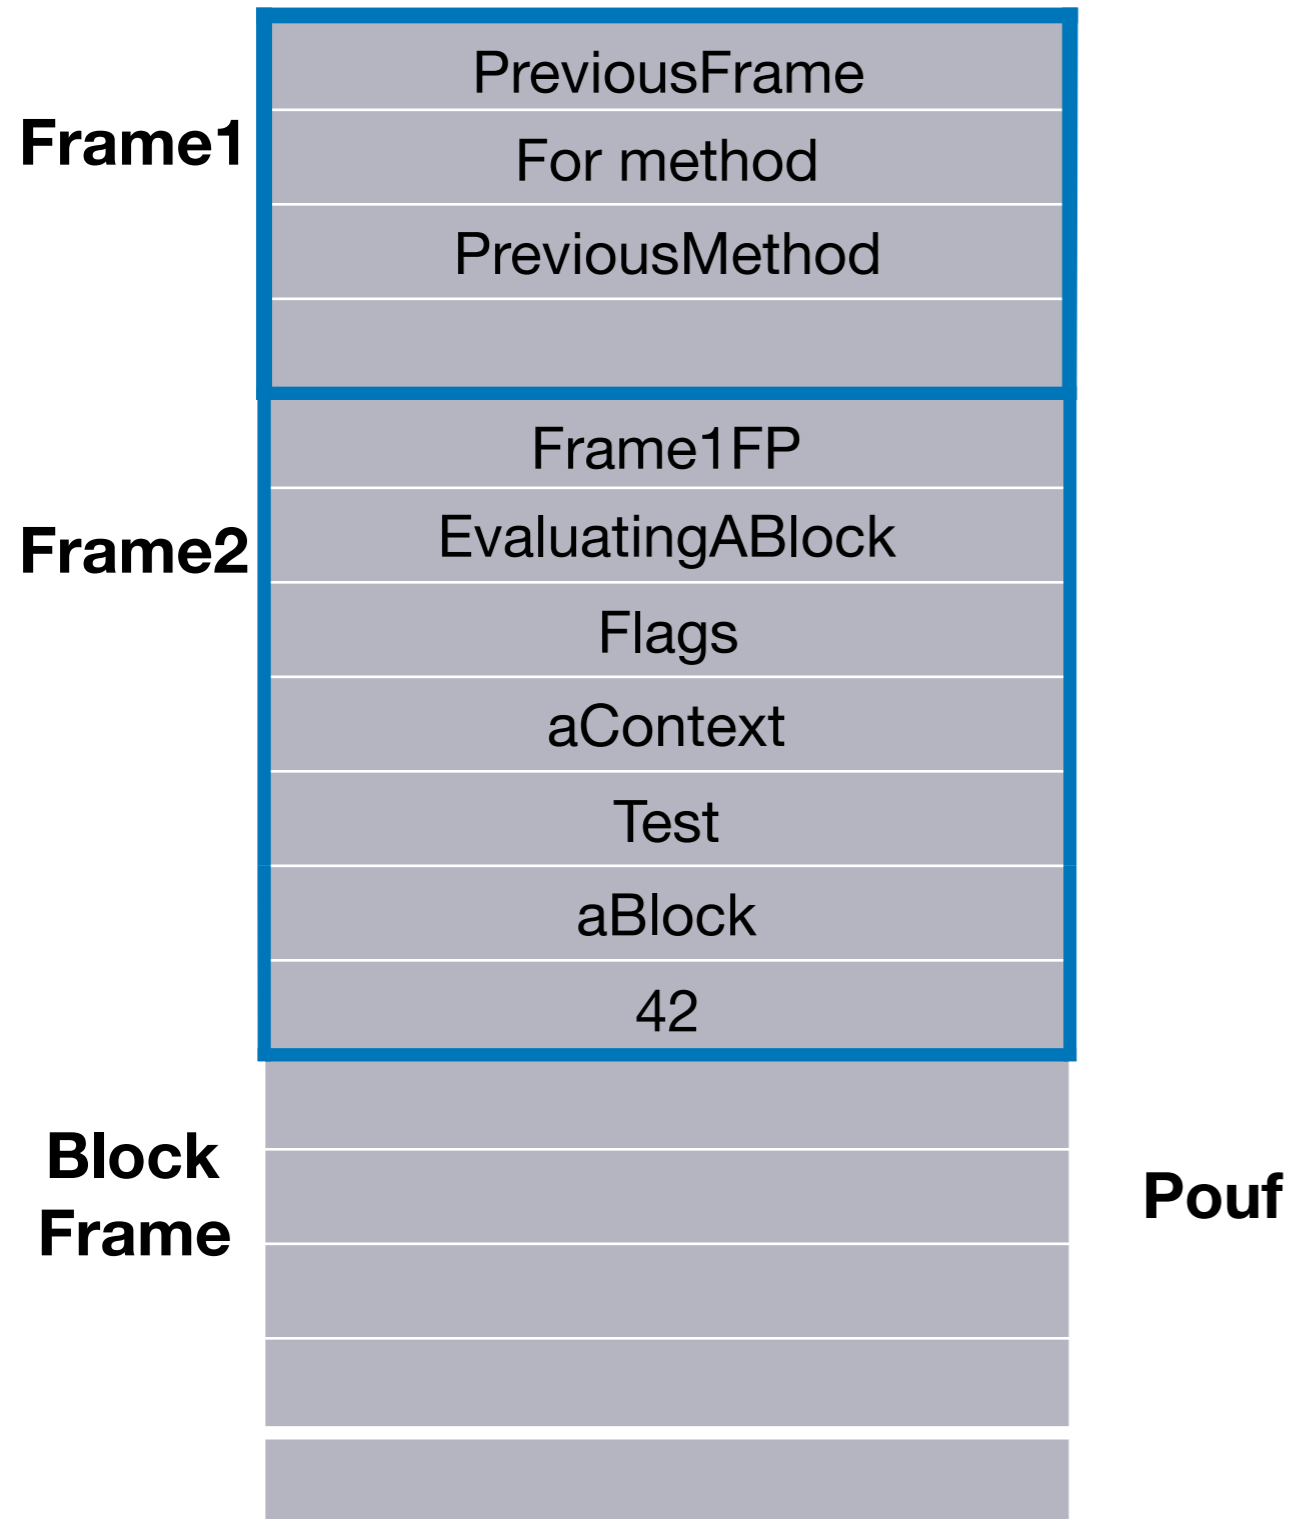 Frame1
PreviousFrame
For method
PreviousMethod
Frame2
Frame1FP
EvaluatingABlock
Flags
aContext
Test
aBlock
42
Block
Frame
Pouf